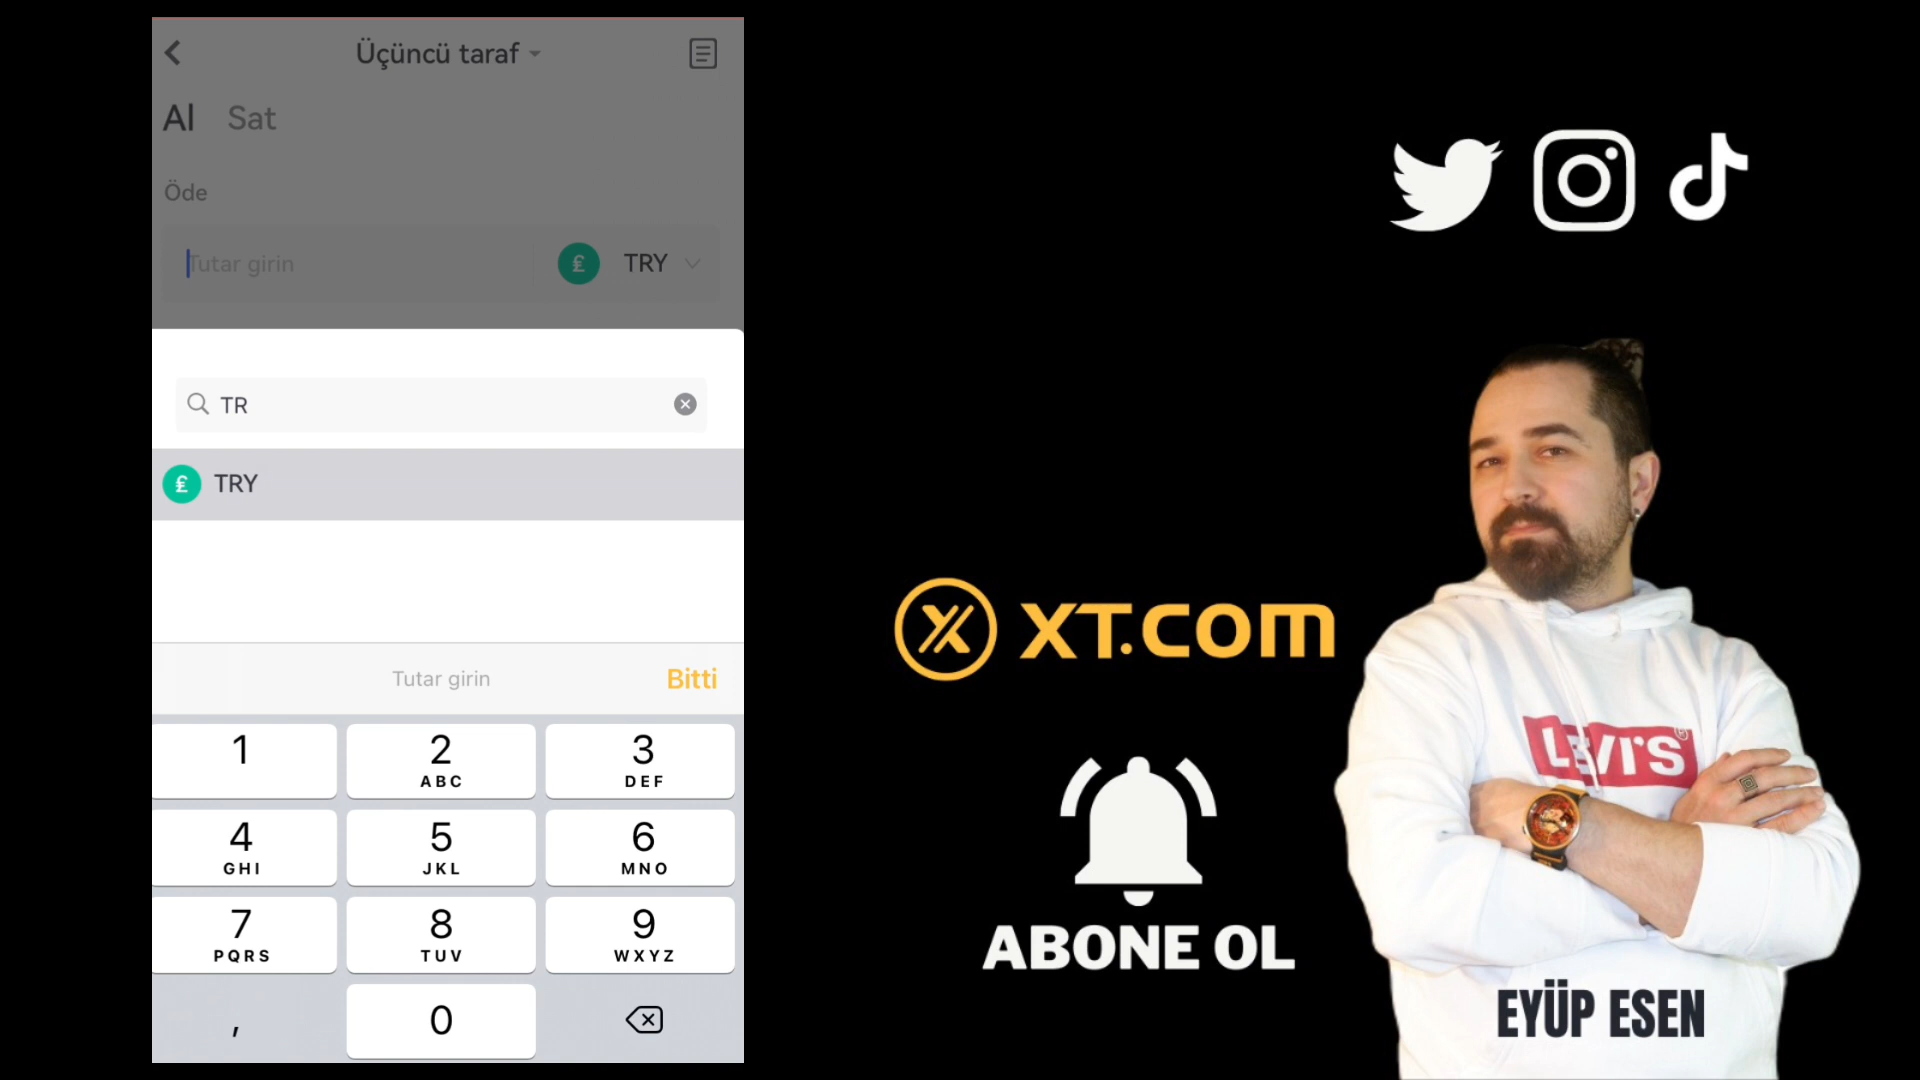 Üçüncü taraf
Al Sat
Öde
Tutar girin
£ TRY
TR
£ TRY
Tutar girin Bitti
1 2 3
ABC DEF
4 5 6
GHI JKL MNO
7 8 9
PQRS TUV WXYZ
, 0
XT.COM
ABONE OL
LEVI'S®
EYÜP ESEN